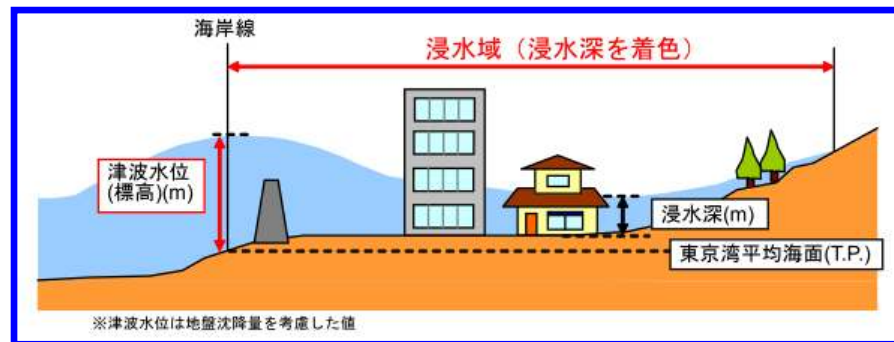 海岸線
浸水域（浸水深を着色）
津波水位
(標高)(m)
浸水深(m)
東京湾平均海面(T.P.)
※津波水位は地盤沈降量を考慮した値